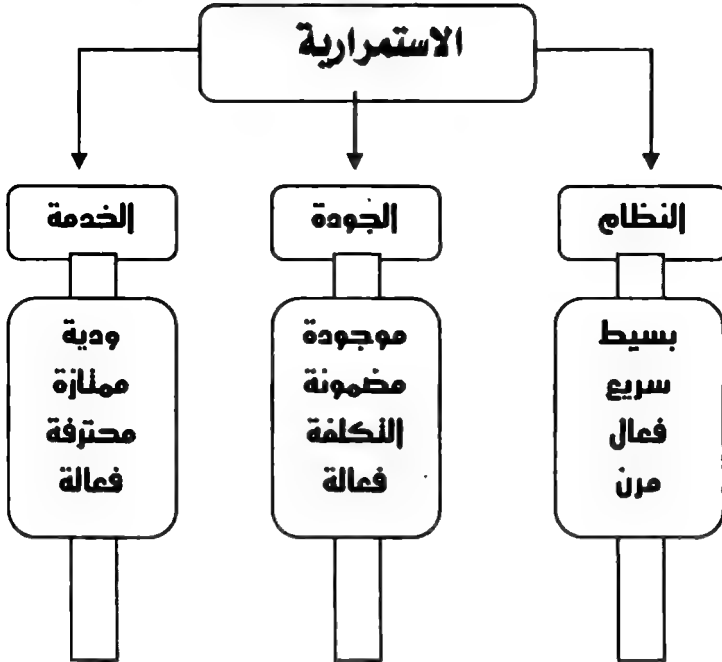 الاستمرارية
النظام
الجودة
الخدمة
بسيط
سريع
فعال
مرن
موجودة
مضمونة
التكلفة
فعالة
ودية
ممتازة
محترفة
فعالة